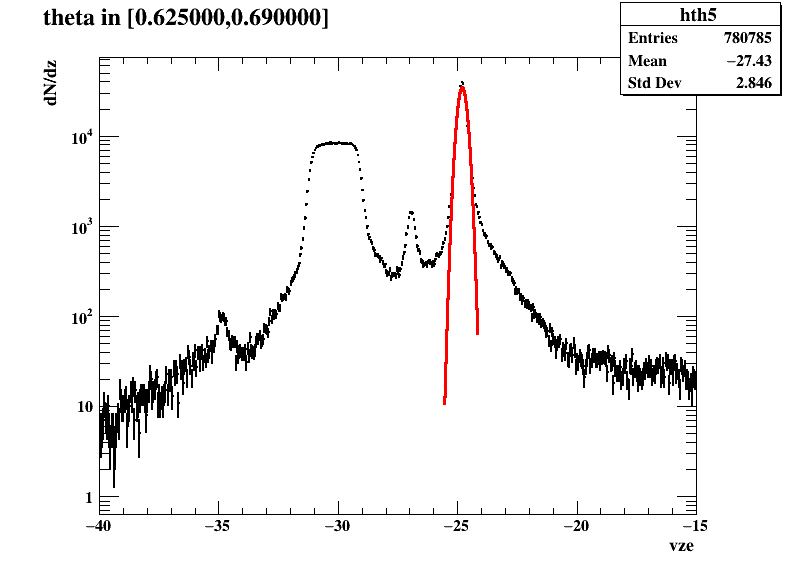 theta in [0.625000,0.690000]
hth5
Entries 780785
Mean −27.43
Std Dev 2.846
dN/dz
10^4
10^3
10^2
10
1
−40 −35 −30 −25 −20 −15
vze